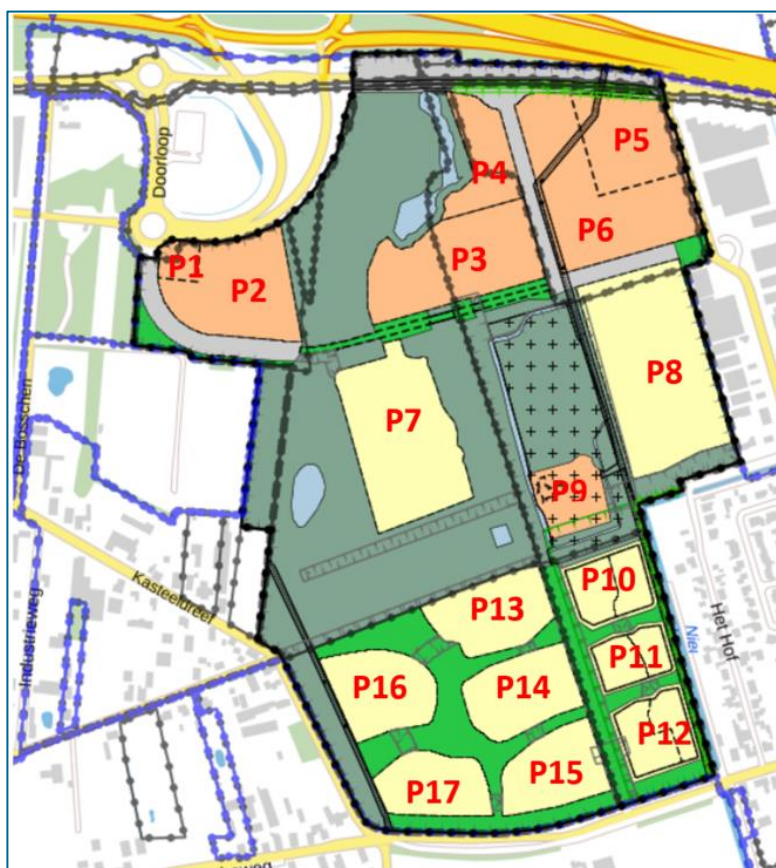 Doorloop
P5
P4
P6
P3
P1
P2
P8
P7
De Bosschen
P9
Kasteeldreef
P10
Het Hof
P13
P11
Industrieweg
P16
P14
P12
P15
P17